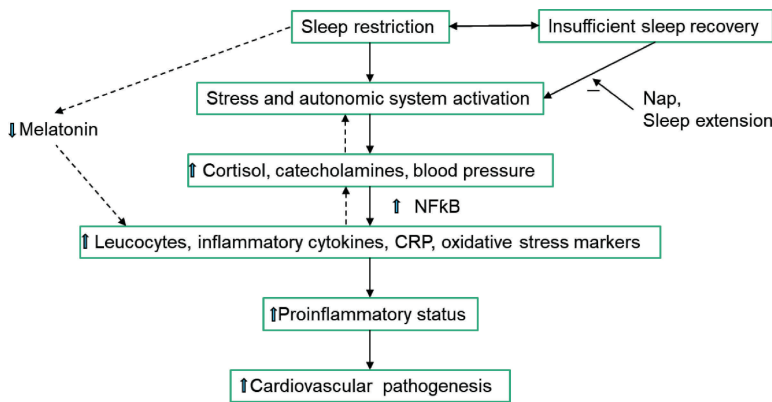 Sleep restriction
Insufficient sleep recovery
Stress and autonomic system activation
–
Nap,
Sleep extension
⇓Melatonin
⇑ Cortisol, catecholamines, blood pressure
⇑ NFƙB
⇑ Leucocytes, inflammatory cytokines, CRP, oxidative stress markers
⇑Proinflammatory status
⇑Cardiovascular pathogenesis